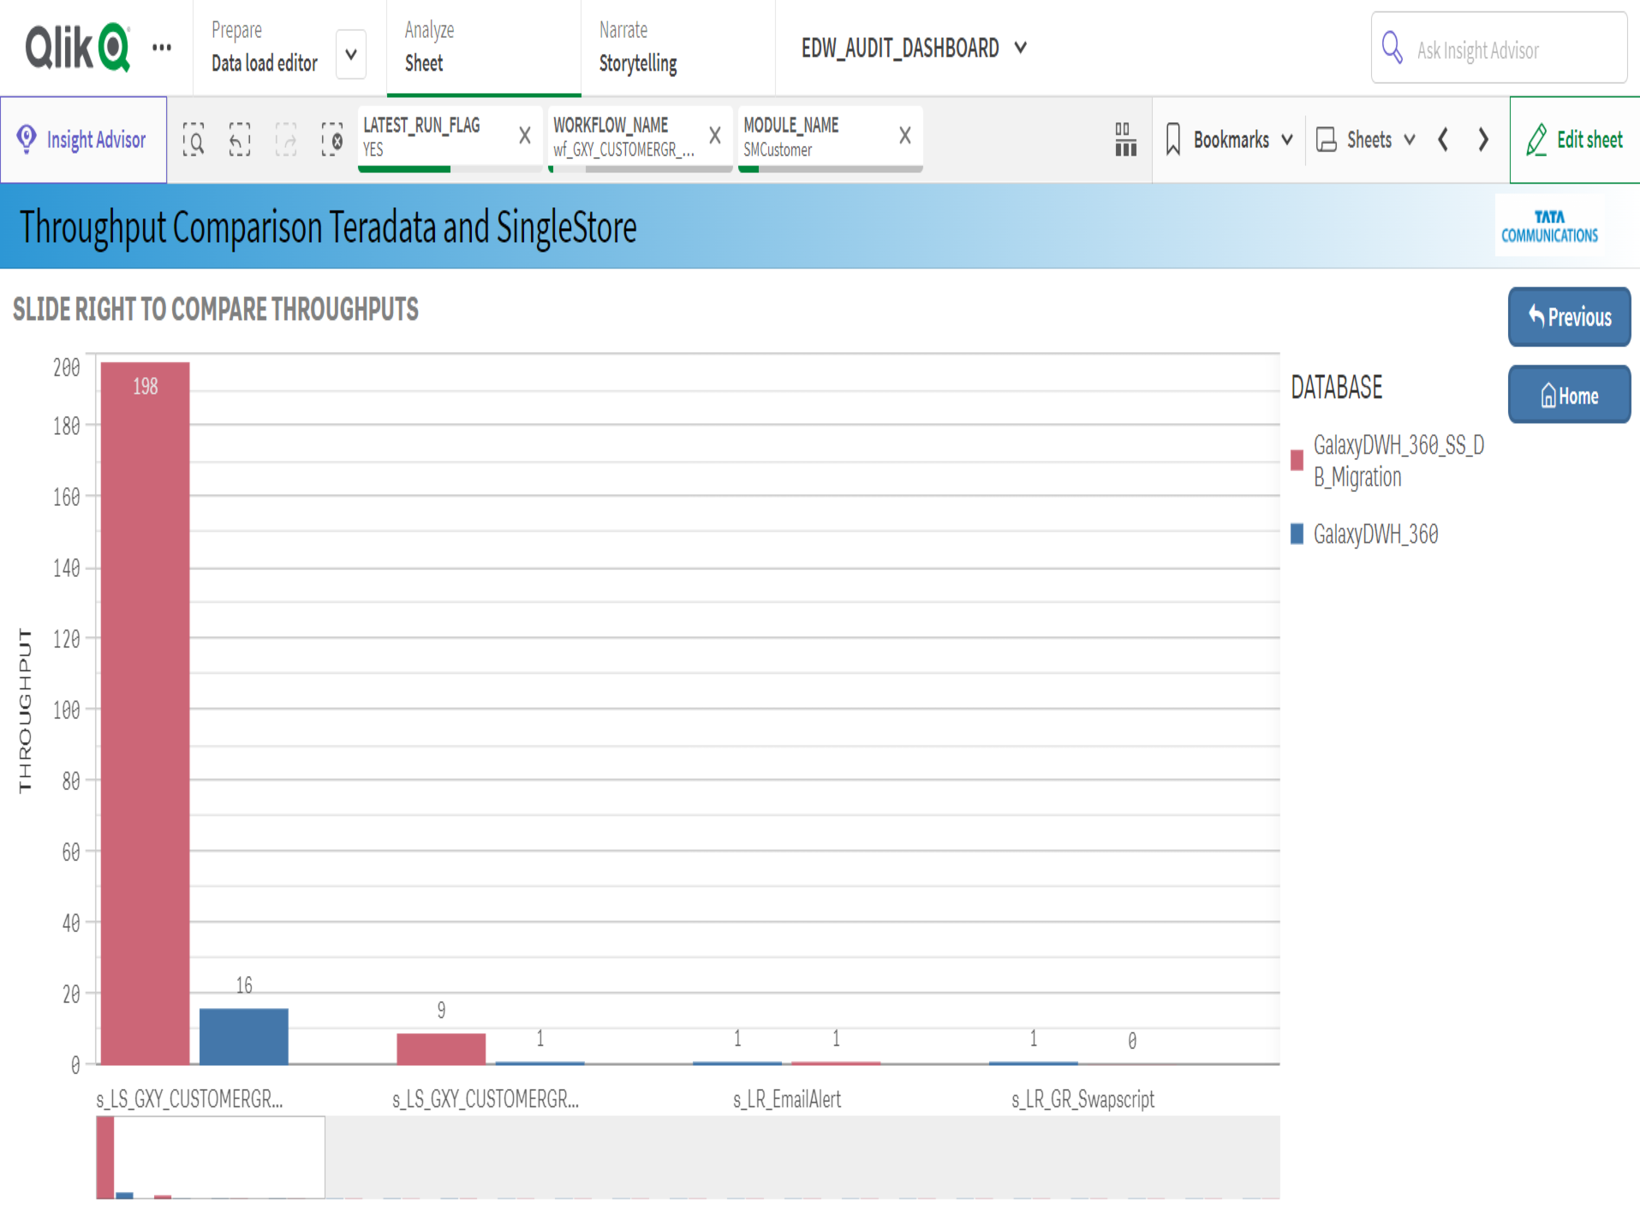 Qlik
Prepare
Data load editor
Analyze
Sheet
Narrate
Storytelling
EDW_AUDIT_DASHBOARD
Ask Insight Advisor
Insight Advisor
LATEST_RUN_FLAG
YES
WORKFLOW_NAME
wf_GXY_CUSTOMERGR_...
MODULE_NAME
SMCustomer
Bookmarks
Sheets
Edit sheet
Throughput Comparison Teradata and SingleStore
TATA
COMMUNICATIONS
SLIDE RIGHT TO COMPARE THROUGHPUTS
Previous
Home
DATABASE
GalaxyDWH_360_SS_D
B_Migration
GalaxyDWH_360
THROUGHPUT
200
180
160
140
120
100
80
60
40
20
0
198
16
9
1
1
1
1
0
s_LS_GXY_CUSTOMERGR...
s_LS_GXY_CUSTOMERGR...
s_LR_EmailAlert
s_LR_GR_Swapscript